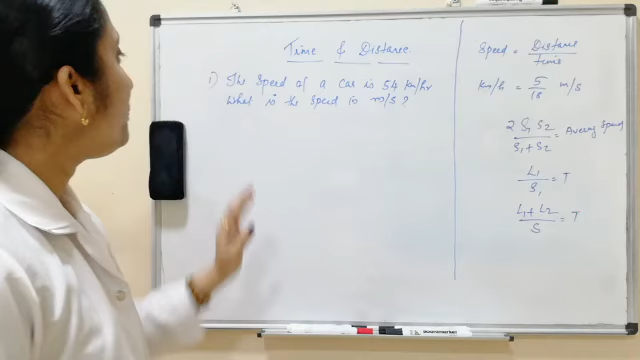 Time & Distance
1) The Speed of a car is 54 km/hr
What is the speed in m/s ?
Speed = Distance / time
Km/h = 5/18 m/s
2 S1 S2 / S1+S2 = Average Speed
L1 / S1 = T
L1 + L2 / S = T